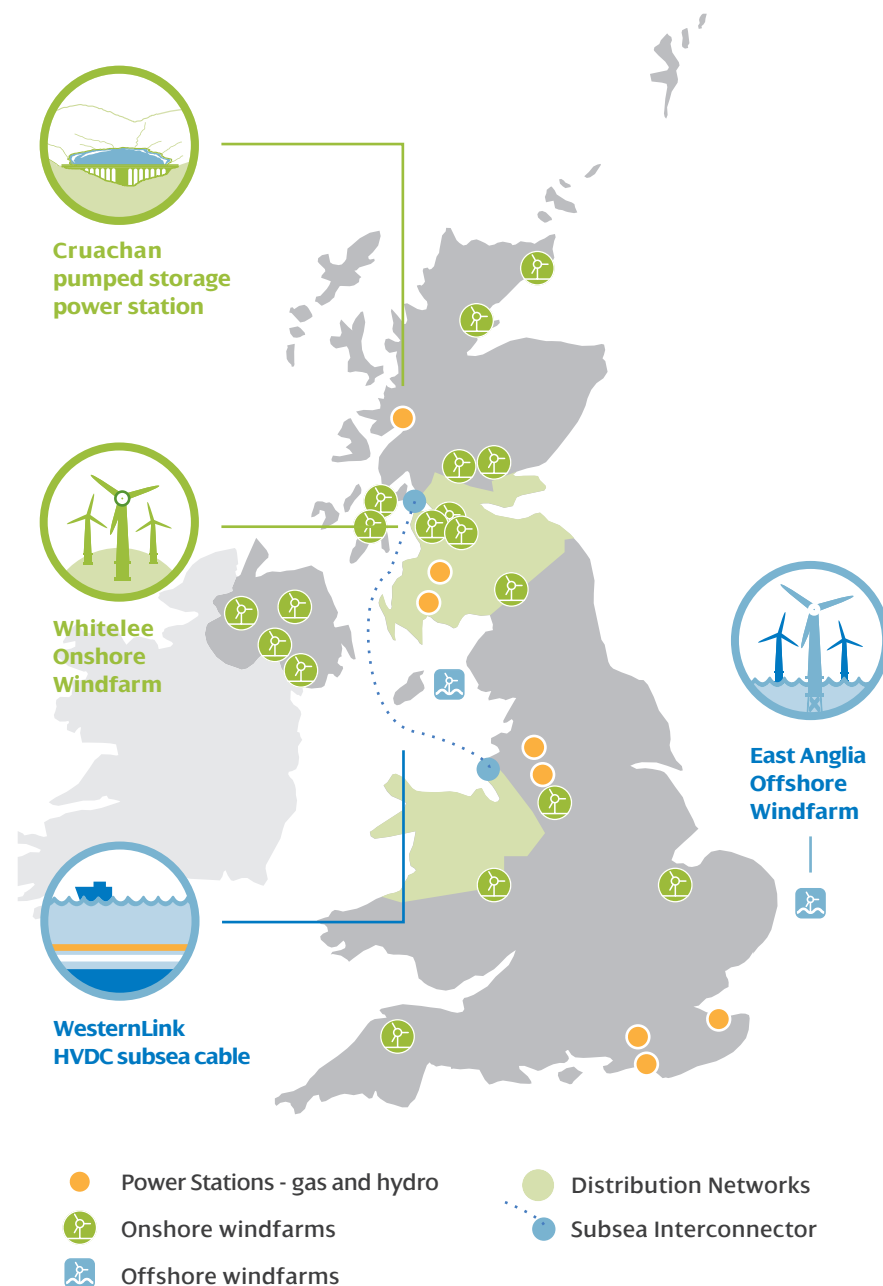 Cruachan
pumped storage
power station
Whitelee
Onshore
Windfarm
East Anglia
Offshore
Windfarm
WesternLink
HVDC subsea cable
Power Stations - gas and hydro
Onshore windfarms
Offshore windfarms
Distribution Networks
Subsea Interconnector